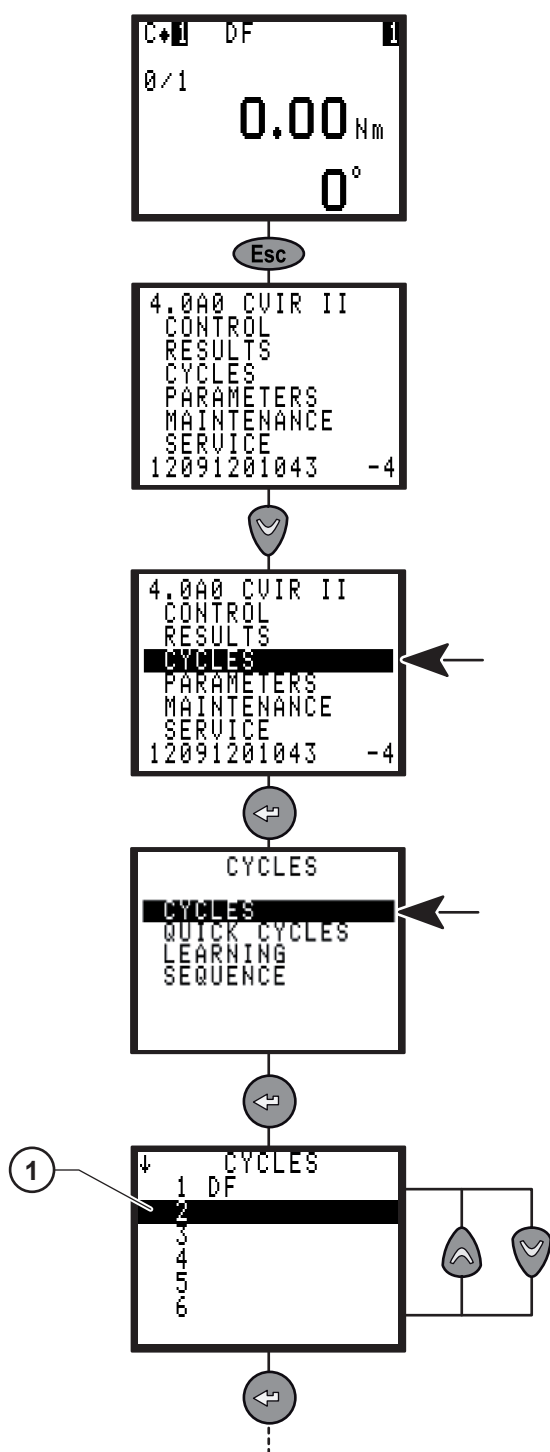 C♦1 DF 1
0/1
0.00 Nm
0°
Esc
4.0A0 CVIR II
CONTROL
RESULTS
CYCLES
PARAMETERS
MAINTENANCE
SERVICE
12091201043 -4
4.0A0 CVIR II
CONTROL
RESULTS
CYCLES
PARAMETERS
MAINTENANCE
SERVICE
12091201043 -4
CYCLES
CYCLES
QUICK CYCLES
LEARNING
SEQUENCE
1
↓ CYCLES
1 DF
2
3
4
5
6